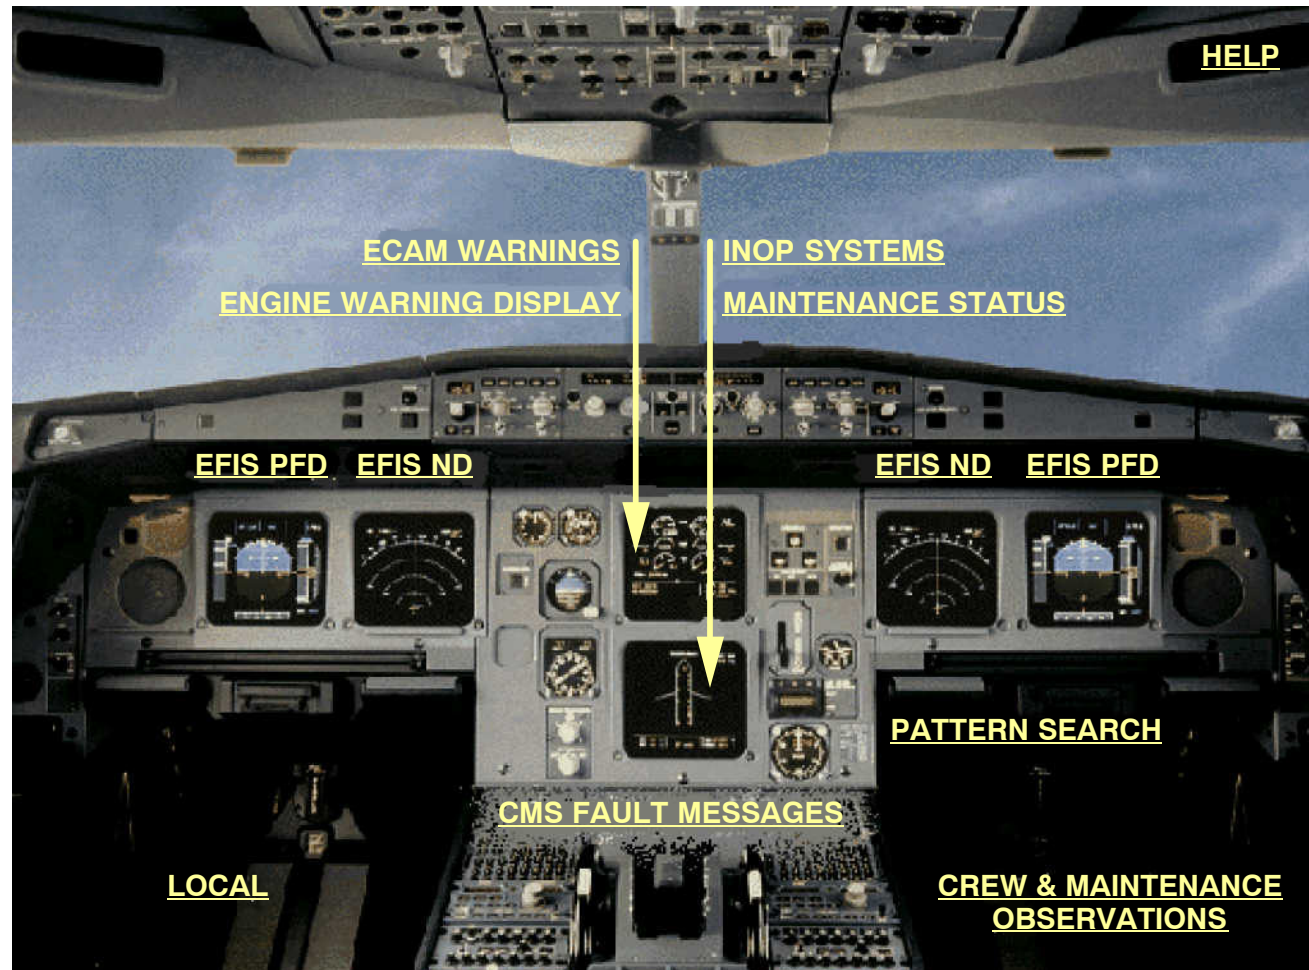 HELP
ECAM WARNINGS
INOP SYSTEMS
ENGINE WARNING DISPLAY
MAINTENANCE STATUS
EFIS PFD
EFIS ND
EFIS ND
EFIS PFD
PATTERN SEARCH
CMS FAULT MESSAGES
LOCAL
CREW & MAINTENANCE
OBSERVATIONS